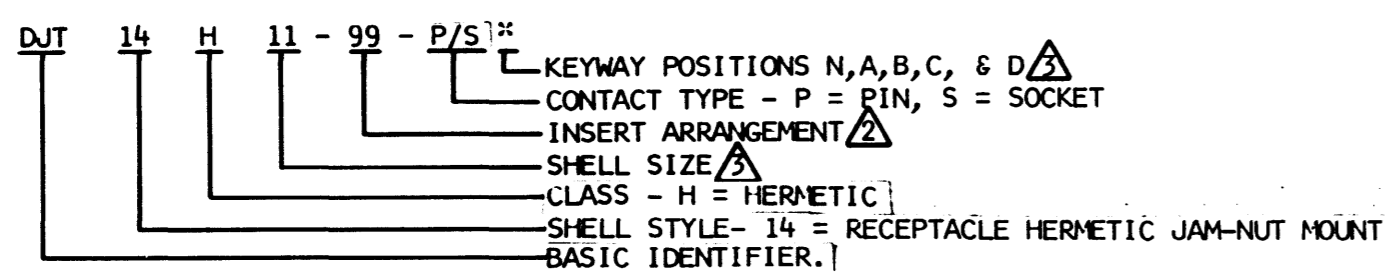 DJT 14 H 11 - 99 - P/S *
KEYWAY POSITIONS N,A,B,C, & D 3
CONTACT TYPE - P = PIN, S = SOCKET
INSERT ARRANGEMENT 2
SHELL SIZE 3
CLASS - H = HERMETIC
SHELL STYLE- 14 = RECEPTACLE HERMETIC JAM-NUT MOUNT
BASIC IDENTIFIER.